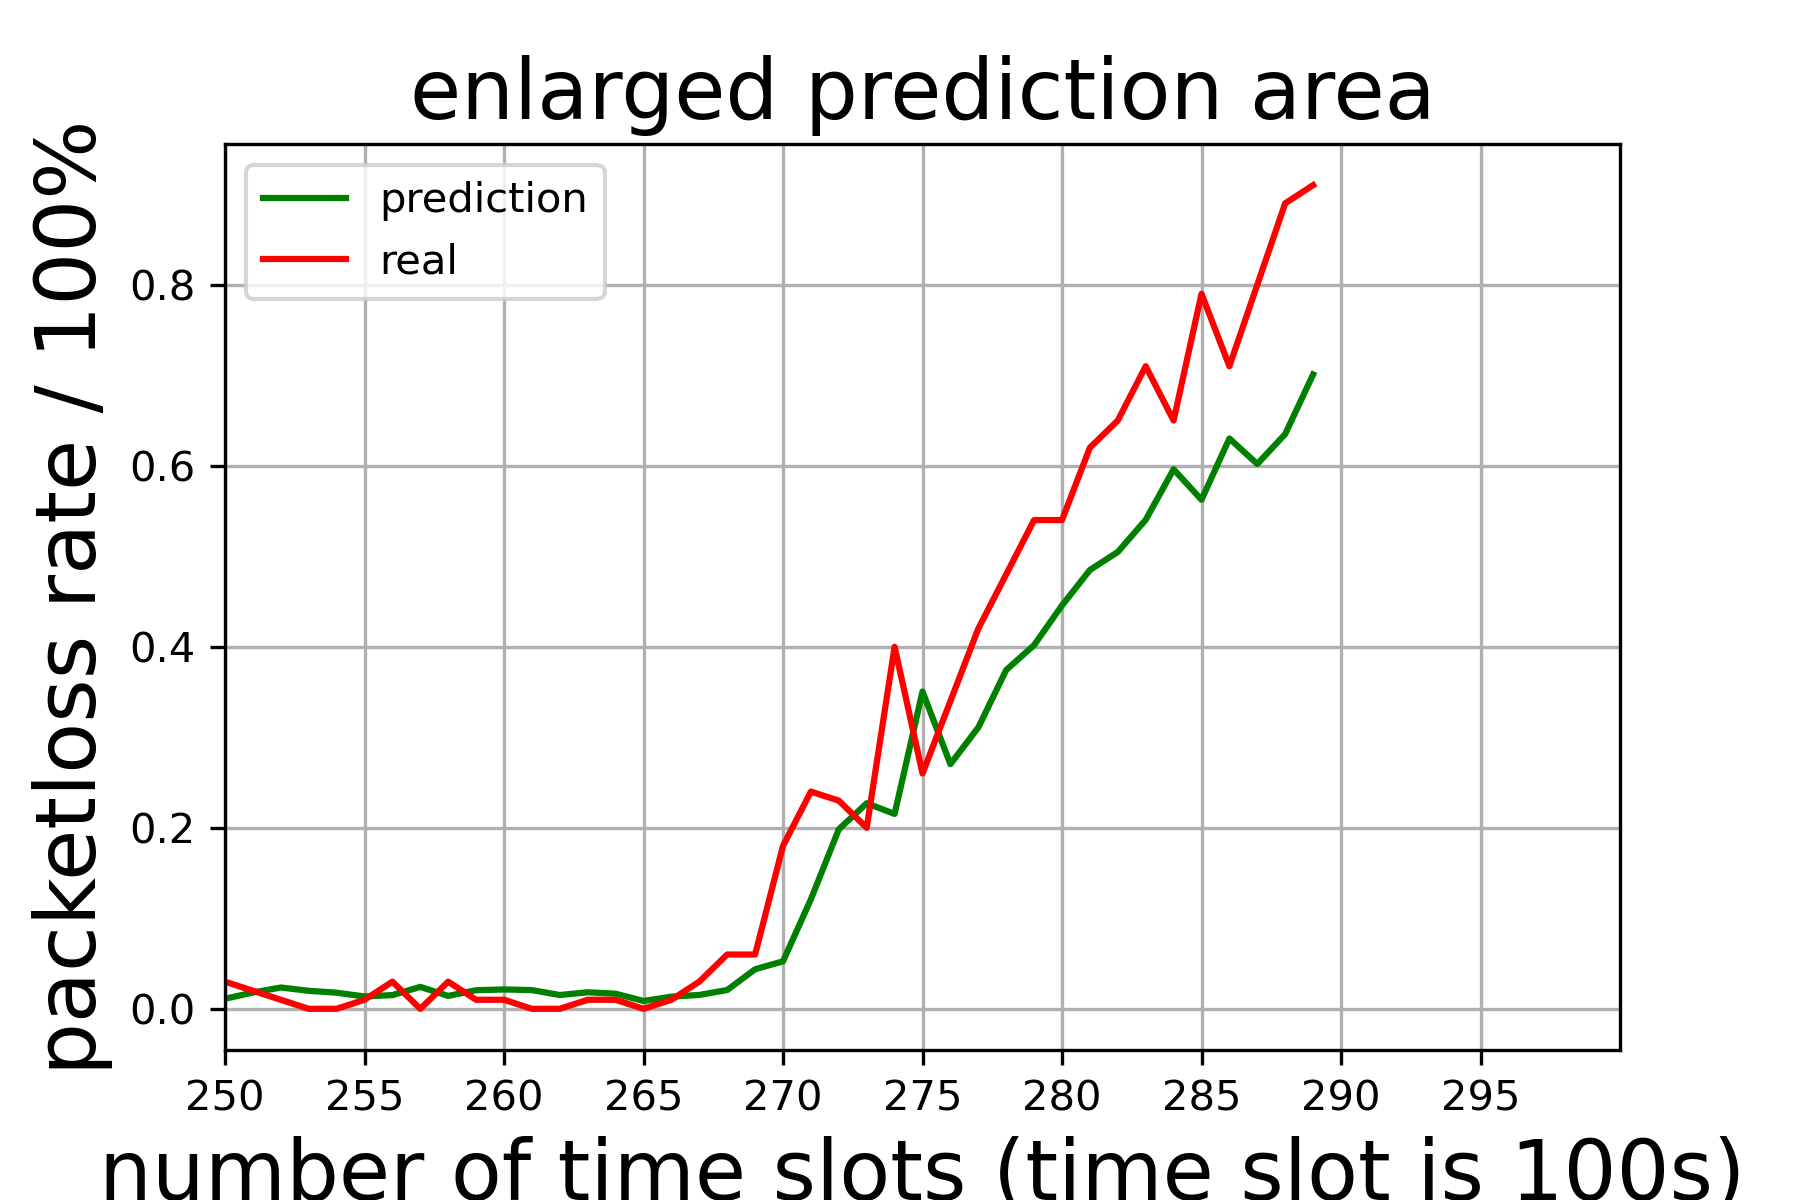 enlarged prediction area
packetloss rate / 100%
prediction
real
0.8
0.6
0.4
0.2
0.0
250 255 260 265 270 275 280 285 290 295
number of time slots (time slot is 100s)